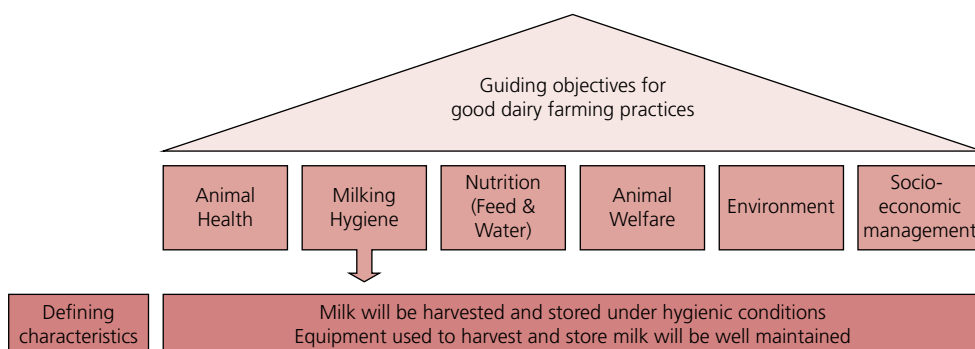 Guiding objectives for
good dairy farming practices
Animal
Health
Milking
Hygiene
Nutrition
(Feed &
Water)
Animal
Welfare
Environment
Socio-
economic
management
Defining
characteristics
Milk will be harvested and stored under hygienic conditions
Equipment used to harvest and store milk will be well maintained